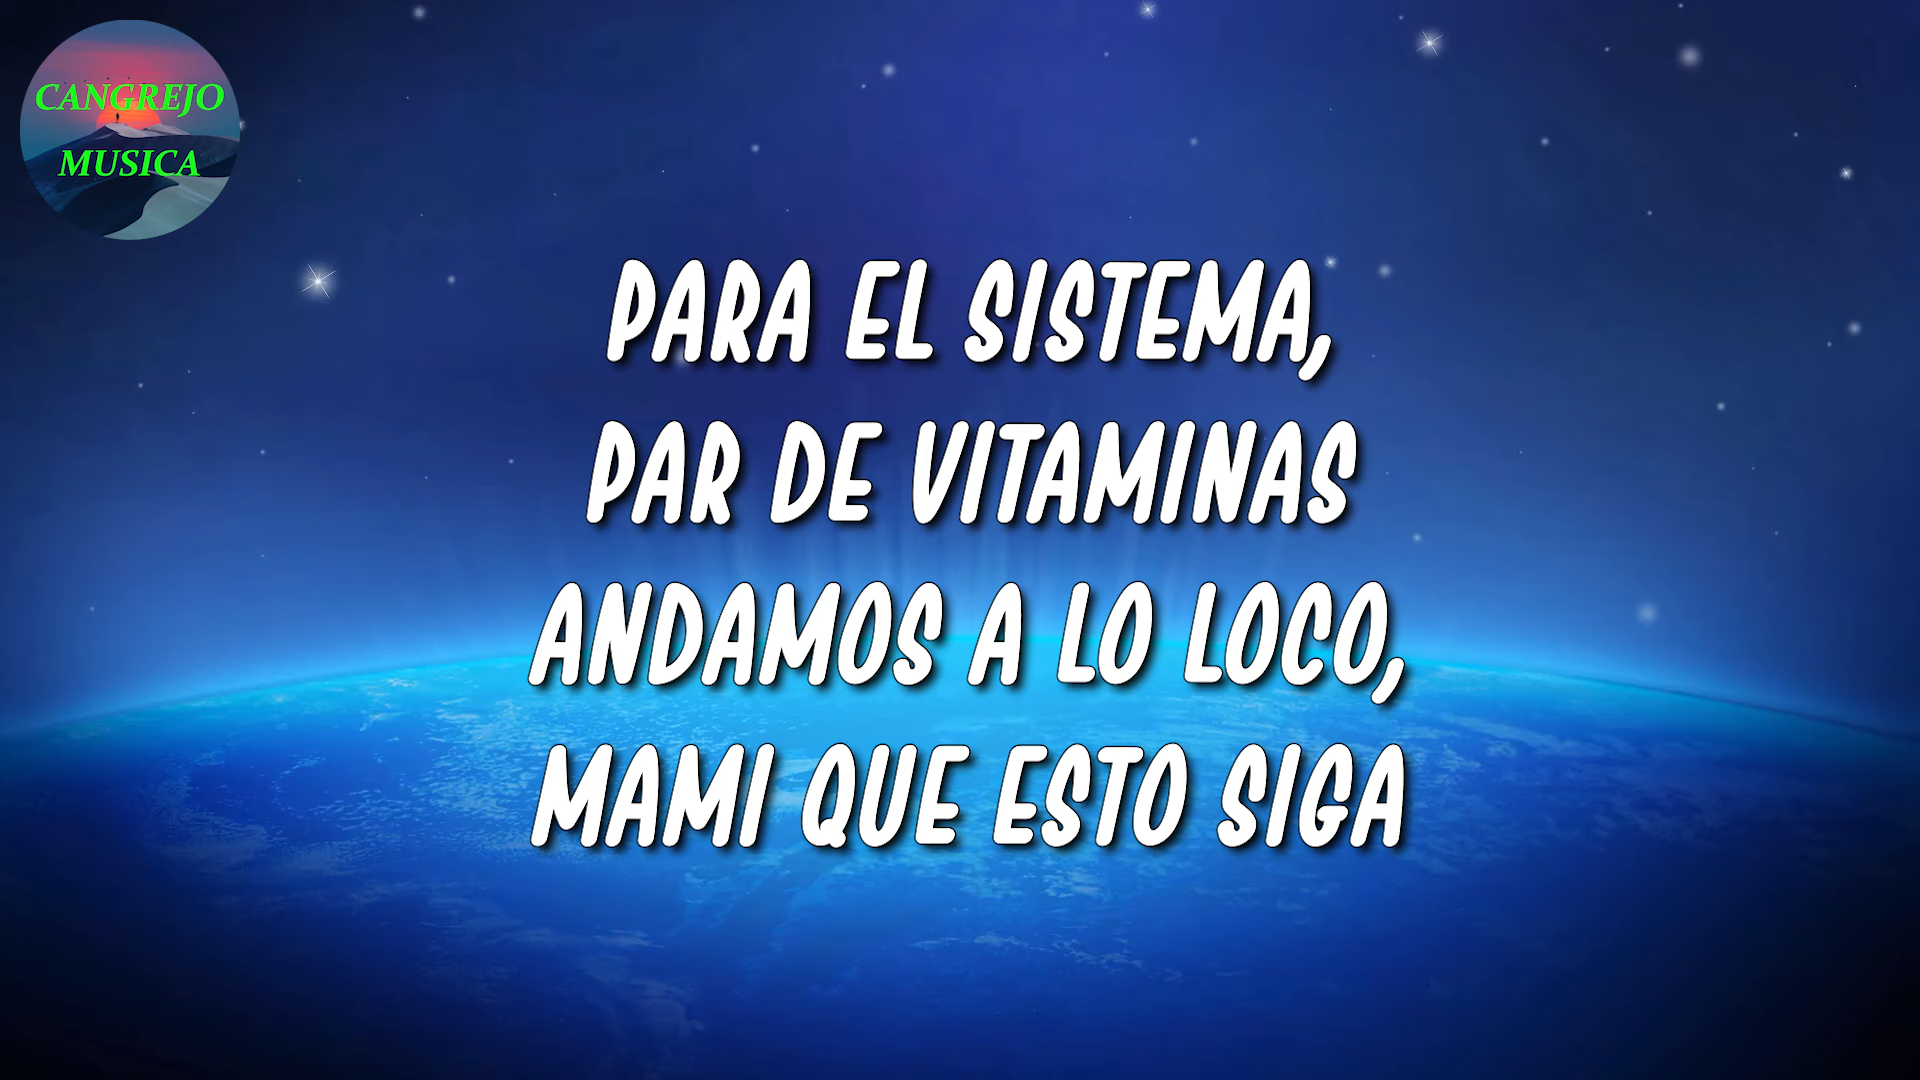 CANGREJO
MUSICA
PARA EL SISTEMA,
PAR DE VITAMINAS
ANDAMOS A LO LOCO,
MAMI QUE ESTO SIGA